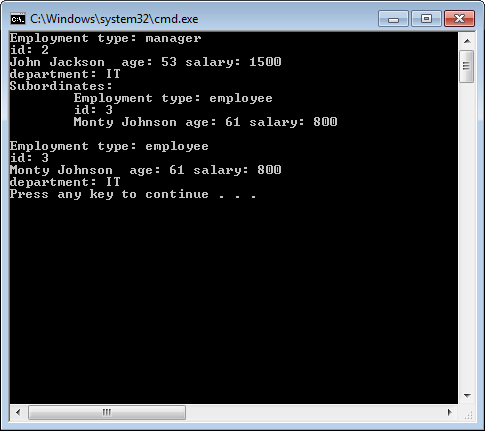 C:\Windows\system32\cmd.exe
Employment type: manager
id: 2
John Jackson  age: 53 salary: 1500
department: IT
Subordinates:
        Employment type: employee
        id: 3
        Monty Johnson age: 61 salary: 800

Employment type: employee
id: 3
Monty Johnson  age: 61 salary: 800
department: IT
Press any key to continue . . .